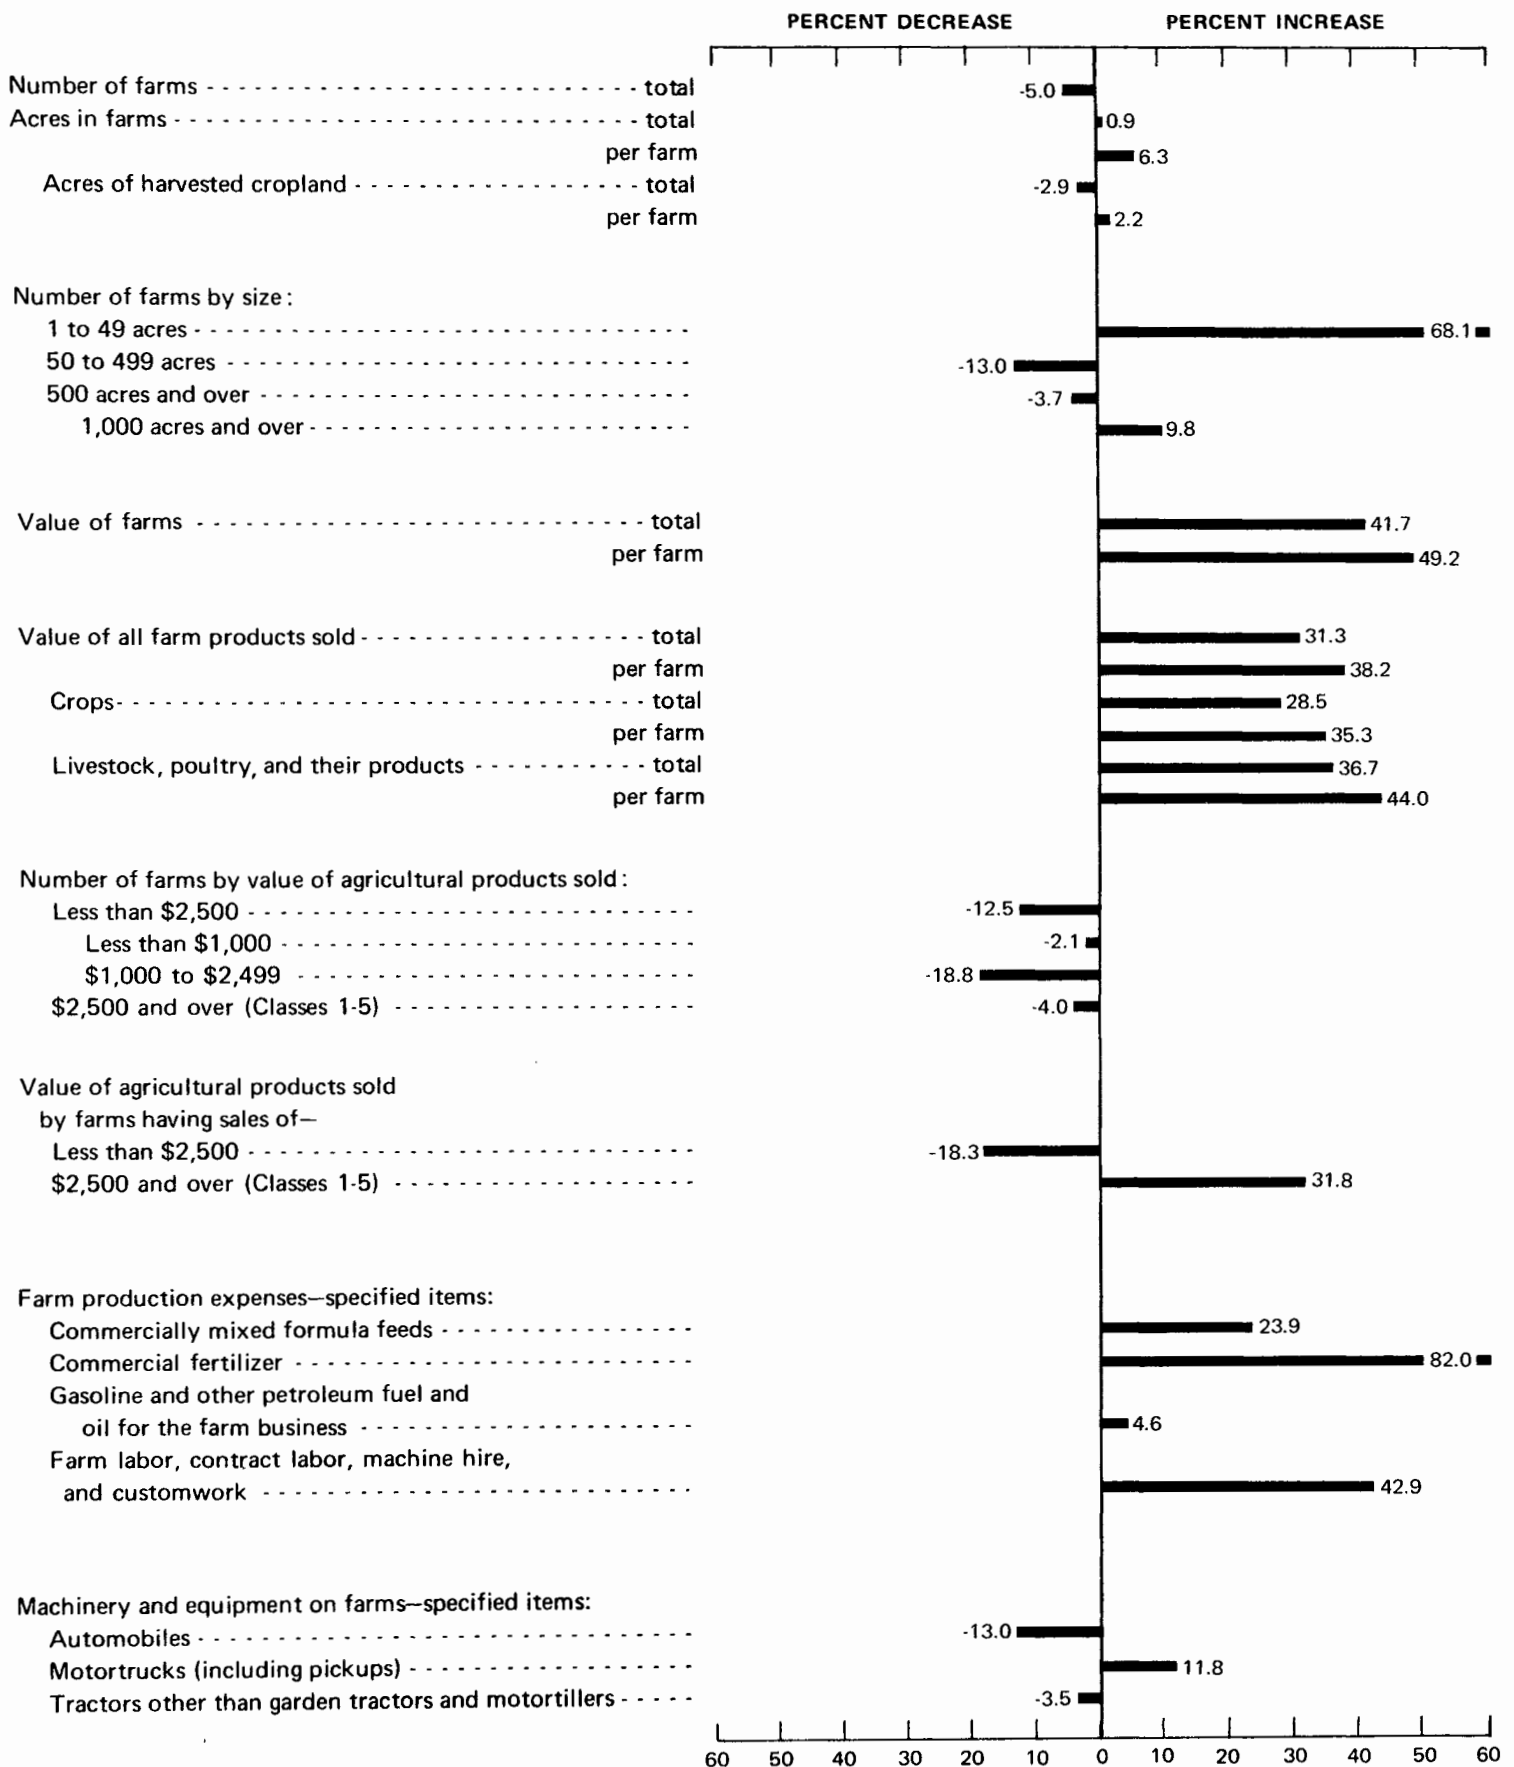 PERCENT DECREASE PERCENT INCREASE
Number of farms - - - - - - - - - - total -5.0
Acres in farms - - - - - - - - - - total 0.9
per farm 6.3
Acres of harvested cropland - - - - - - - - - - total -2.9
per farm 2.2
Number of farms by size:
1 to 49 acres - - - - - - - - - - 68.1
50 to 499 acres - - - - - - - - - - -13.0
500 acres and over - - - - - - - - - - -3.7
1,000 acres and over - - - - - - - - - - 9.8
Value of farms - - - - - - - - - - total 41.7
per farm 49.2
Value of all farm products sold - - - - - - - - - - total 31.3
per farm 38.2
Crops - - - - - - - - - - total 28.5
per farm 35.3
Livestock, poultry, and their products - - - - - - - - - - total 36.7
per farm 44.0
Number of farms by value of agricultural products sold:
Less than $2,500 - - - - - - - - - - -12.5
Less than $1,000 - - - - - - - - - - -2.1
$1,000 to $2,499 - - - - - - - - - - -18.8
$2,500 and over (Classes 1-5) - - - - - - - - - - -4.0
Value of agricultural products sold
by farms having sales of—
Less than $2,500 - - - - - - - - - - -18.3
$2,500 and over (Classes 1-5) - - - - - - - - - - 31.8
Farm production expenses—specified items:
Commercially mixed formula feeds - - - - - - - - - - 23.9
Commercial fertilizer - - - - - - - - - - 82.0
Gasoline and other petroleum fuel and
oil for the farm business - - - - - - - - - - 4.6
Farm labor, contract labor, machine hire,
and customwork - - - - - - - - - - 42.9
Machinery and equipment on farms—specified items:
Automobiles - - - - - - - - - - -13.0
Motortrucks (including pickups) - - - - - - - - - - 11.8
Tractors other than garden tractors and motortillers - - - - - -3.5
60 50 40 30 20 10 0 10 20 30 40 50 60